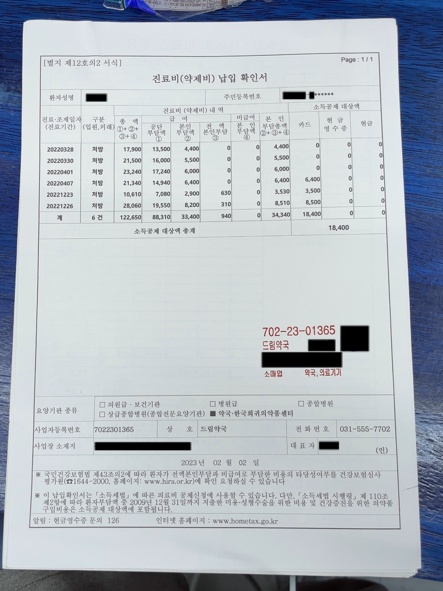 [별지 제12호의2 서식]
Page : 1 / 1
진료비(약제비) 납입 확인서
환자성명 주민등록번호 ******
진료·조제일자 (진료기간) 구분 (입원,외래) 진료비 (약제비) 내 역 소득공제 대상액
총 액 ①+②+③+④ 급 여 비급여 본인 부담액 ④ 본 인 부담총액 ②+③+④ 카드 현 금 영 수 증 현금
공단 부담액 ① 본인 부담액 ② 전 액 본인부담 ③
20220328 처방 17,900 13,500 4,400 0 0 4,400 0 0 0
20220330 처방 21,500 16,000 5,500 0 0 5,500 0 0 0
20220401 처방 23,240 17,240 6,000 0 0 6,000 0 0 0
20220407 처방 21,340 14,940 6,400 0 0 6,400 6,400 0 0
20221223 처방 10,610 7,080 2,900 630 0 3,530 3,500 0 0
20221226 처방 28,060 19,550 8,200 310 0 8,510 8,500 0 0
계 6 건 122,650 88,310 33,400 940 0 34,340 18,400 0 0
소득공제 대상액 총계 18,400
702-23-01365
드림약국
소매업 약국,의료기기
요양기관 종류 □ 의원급·보건기관 □ 병원급 □ 종합병원
□ 상급종합병원(종합전문요양기관) ■ 약국·한국희귀의약품센터
사업자등록번호 7022301365 상 호 드림약국 전 화 번 호 031-555-7702
사업장 소재지 대 표 자 (인)
2023년 02 월 02 일
※ 국민건강보험법 제43조의2에 따라 환자가 전액본인부담과 비급여로 부담한 비용의 타당성여부를 건강보험심사
평가원(☎1644-2000, 홈페이지: www.hira.or.kr)에 확인 요청하실 수 있습니다
※ 이 납입확인서는「소득세법」에 따른 의료비 공제신청에 사용할 수 있습니다. 다만,「소득세법 시행령」제 110조
제2항에 따라 환자부담액 중 2009년 12월 31일까지 지출한 미용·성형수술을 위한 비용 및 건강증진을 위한 의약품
구입비용은 소득공제 대상액에 포함됩니다.
알림 : 현금영수증 문의 126 인터넷 홈페이지 : www.hometax.go.kr